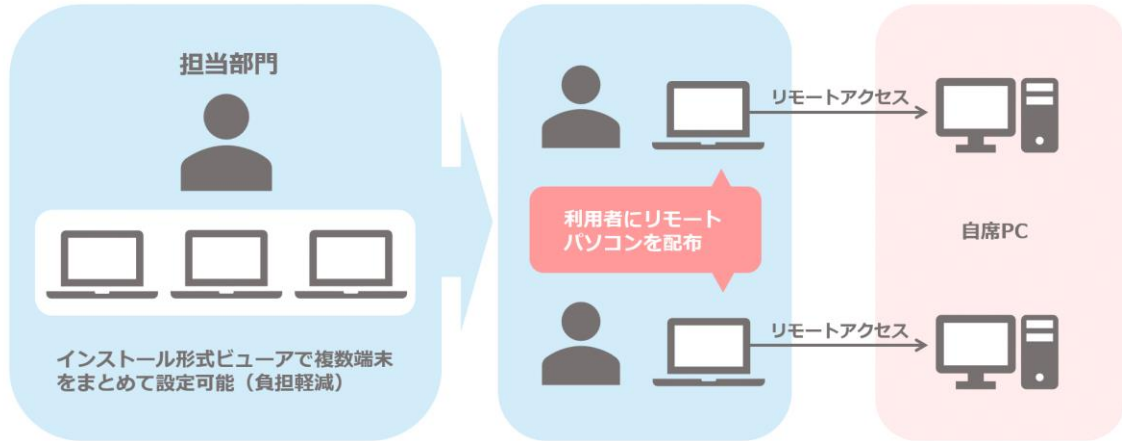 担当部門
インストール形式ビューアで複数端末
をまとめて設定可能（負担軽減）
リモートアクセス
利用者にリモート
パソコンを配布
リモートアクセス
自席PC